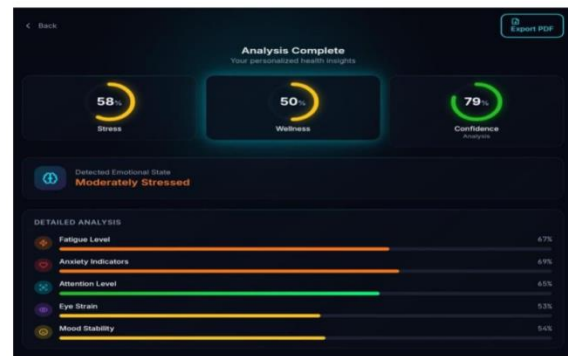 Back
Export PDF
Analysis Complete
Your personalized health insights
58%
Stress
50%
Wellness
79%
Confidence
Analysis
Detected Emotional State
Moderately Stressed
DETAILED ANALYSIS
Fatigue Level 67%
Anxiety Indicators 69%
Attention Level 65%
Eye Strain 53%
Mood Stability 54%